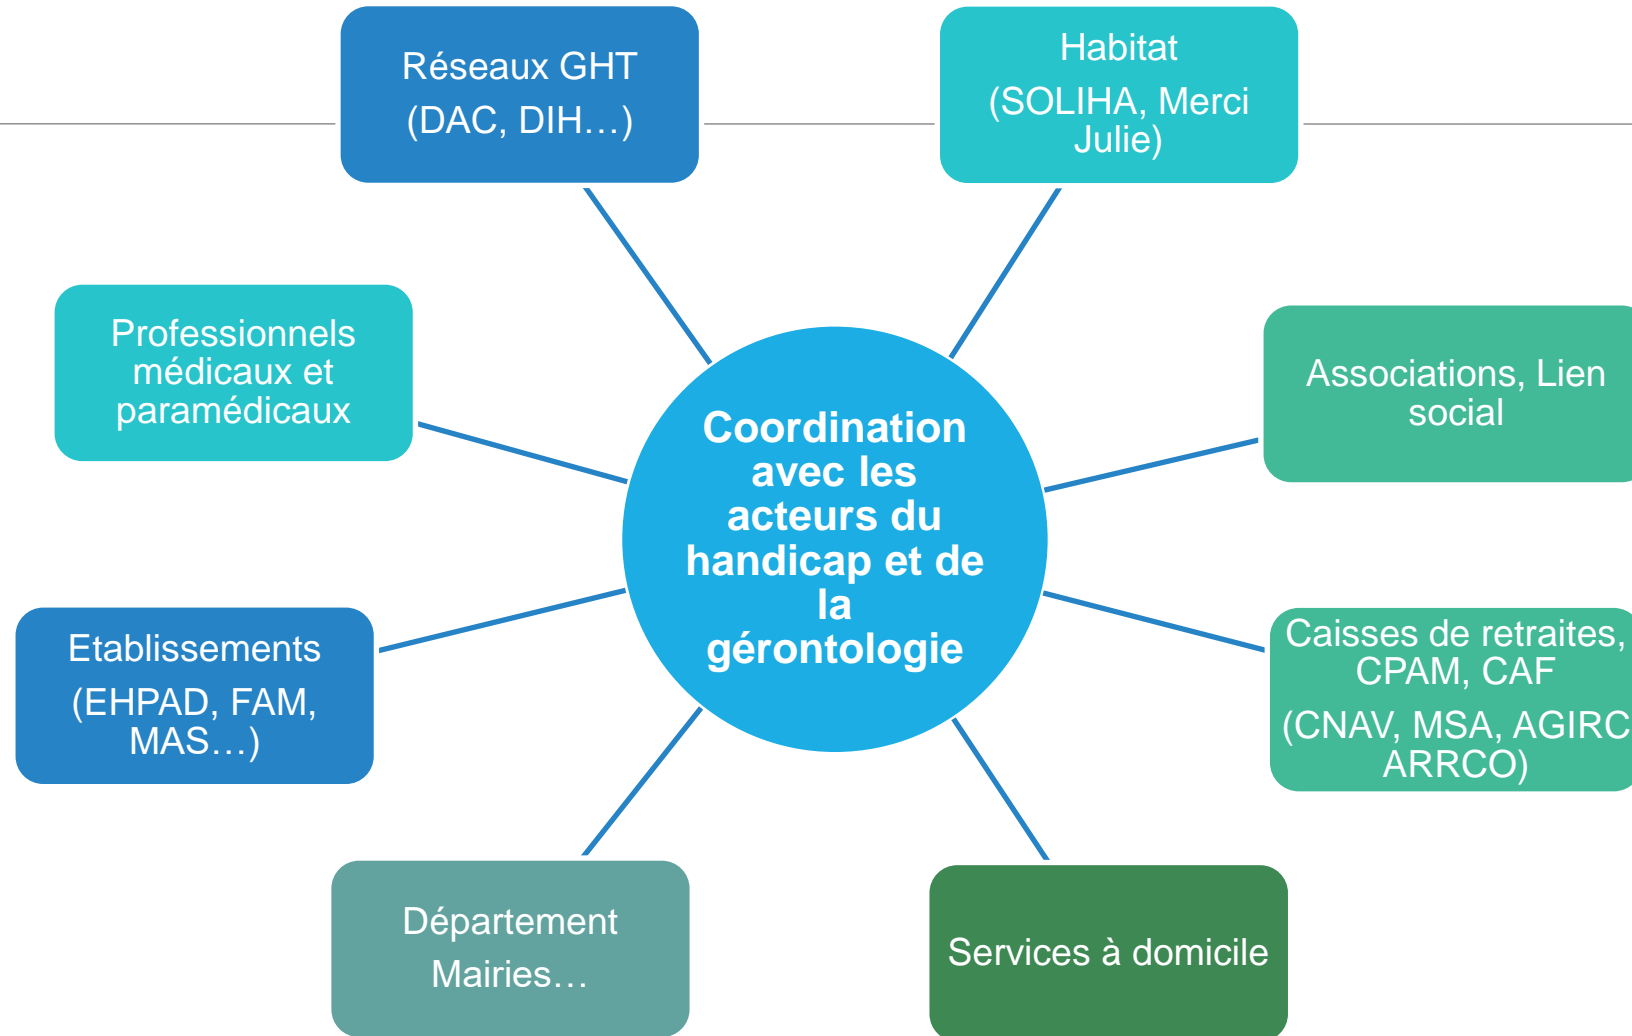 Réseaux GHT
(DAC, DIH…)
Habitat
(SOLIHA, Merci
Julie)
Professionnels
médicaux et
paramédicaux
Associations, Lien
social
Coordination
avec les
acteurs du
handicap et de
la
gérontologie
Etablissements
(EHPAD, FAM,
MAS…)
Caisses de retraites,
CPAM, CAF
(CNAV, MSA, AGIRC
ARRCO)
Département
Mairies…
Services à domicile